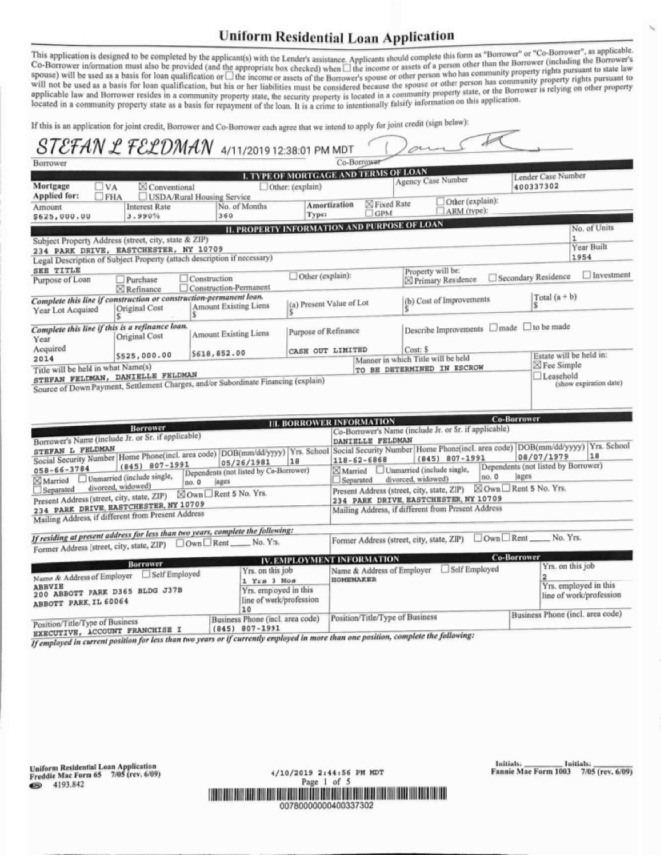 Uniform Residential Loan Application
This application is designed to be completed by the applicant(s) with the Lender's assistance. Applicants should complete this form as "Borrower" or "Co-Borrower", as applicable.
Co-Borrower information must also be provided (and the appropriate box checked) when ☐ the income or assets of a person other than the Borrower (including the Borrower's
spouse) will be used as a basis for loan qualification or ☐ the income or assets of the Borrower's spouse or other person who has community property rights pursuant to state law
will not be used as a basis for loan qualification, but his or her liabilities must be considered because the spouse or other person has community property rights pursuant to
applicable law and Borrower resides in a community property state, the security property is located in a community property state, or the Borrower is relying on other property
located in a community property state as a basis for repayment of the loan. It is a crime to intentionally falsify information on this application.
If this is an application for joint credit, Borrower and Co-Borrower each agree that we intend to apply for joint credit (sign below):
STEFAN L FELDMAN 4/11/2019 12:38:01 PM MDT
Borrower Co-Borrower
I. TYPE OF MORTGAGE AND TERMS OF LOAN
Mortgage ☐ VA ☒ Conventional ☐ Other: (explain) Agency Case Number Lender Case Number
Applied for: ☐ FHA ☐ USDA/Rural Housing Service 400337302
Amount Interest Rate No. of Months Amortization ☒ Fixed Rate ☐ Other (explain):
$625,000.00 3.990% 360 Type: ☐ GPM ☐ ARM (type):
II. PROPERTY INFORMATION AND PURPOSE OF LOAN
Subject Property Address (street, city, state & ZIP) No. of Units
234 PARK DRIVE, EASTCHESTER, NY 10709 1
Legal Description of Subject Property (attach description if necessary) Year Built
SEE TITLE 1954
Purpose of Loan ☐ Purchase ☐ Construction ☐ Other (explain): Property will be:
☒ Refinance ☐ Construction-Permanent ☒ Primary Residence ☐ Secondary Residence ☐ Investment
Complete this line if construction or construction-permanent loan.
Year Lot Acquired Original Cost Amount Existing Liens (a) Present Value of Lot (b) Cost of Improvements Total (a + b)
$ $ $ $ $
Complete this line if this is a refinance loan.
Year Original Cost Amount Existing Liens Purpose of Refinance Describe Improvements ☐ made ☐ to be made
Acquired
2014 $525,000.00 $618,852.00 CASH OUT LIMITED Cost: $
Title will be held in what Name(s) Manner in which Title will be held Estate will be held in:
STEFAN FELDMAN, DANIELLE FELDMAN TO BE DETERMINED IN ESCROW ☒ Fee Simple
Source of Down Payment, Settlement Charges, and/or Subordinate Financing (explain) ☐ Leasehold
(show expiration date)
Borrower III. BORROWER INFORMATION Co-Borrower
Borrower's Name (include Jr. or Sr. if applicable) Co-Borrower's Name (include Jr. or Sr. if applicable)
STEFAN L FELDMAN DANIELLE FELDMAN
Social Security Number Home Phone(incl. area code) DOB(mm/dd/yyyy) Yrs. School Social Security Number Home Phone(incl. area code) DOB(mm/dd/yyyy) Yrs. School
058-66-3784 (845) 807-1991 05/26/1981 18 118-62-6868 (845) 807-1991 08/07/1979 18
☒ Married ☐ Unmarried (include single, Dependents (not listed by Co-Borrower) ☒ Married ☐ Unmarried (include single, Dependents (not listed by Borrower)
☐ Separated divorced, widowed) no. 0 ages ☐ Separated divorced, widowed) no. 0 ages
Present Address (street, city, state, ZIP) ☒ Own ☐ Rent 5 No. Yrs. Present Address (street, city, state, ZIP) ☒ Own ☐ Rent 5 No. Yrs.
234 PARK DRIVE, EASTCHESTER, NY 10709 234 PARK DRIVE, EASTCHESTER, NY 10709
Mailing Address, if different from Present Address Mailing Address, if different from Present Address
If residing at present address for less than two years, complete the following:
Former Address (street, city, state, ZIP) ☐ Own ☐ Rent ____ No. Yrs. Former Address (street, city, state, ZIP) ☐ Own ☐ Rent ____ No. Yrs.
Borrower IV. EMPLOYMENT INFORMATION Co-Borrower
Name & Address of Employer ☐ Self Employed Yrs. on this job Name & Address of Employer ☐ Self Employed Yrs. on this job
ABBVIE 1 Yrs 3 Mos HOMEMAKER 2
200 ABBOTT PARK D365 BLDG J37B Yrs. employed in this Yrs. employed in this
ABBOTT PARK, IL 60064 line of work/profession line of work/profession
10
Position/Title/Type of Business Business Phone (incl. area code) Position/Title/Type of Business Business Phone (incl. area code)
EXECUTIVE, ACCOUNT FRANCHISE I (845) 807-1991
If employed in current position for less than two years or if currently employed in more than one position, complete the following:
Initials: ____ Initials: ____
Uniform Residential Loan Application 4/10/2019 2:44:56 PM MDT Fannie Mae Form 1003 7/05 (rev. 6/09)
Freddie Mac Form 65 7/05 (rev. 6/09) Page 1 of 5
4193.842
00780000000400337302